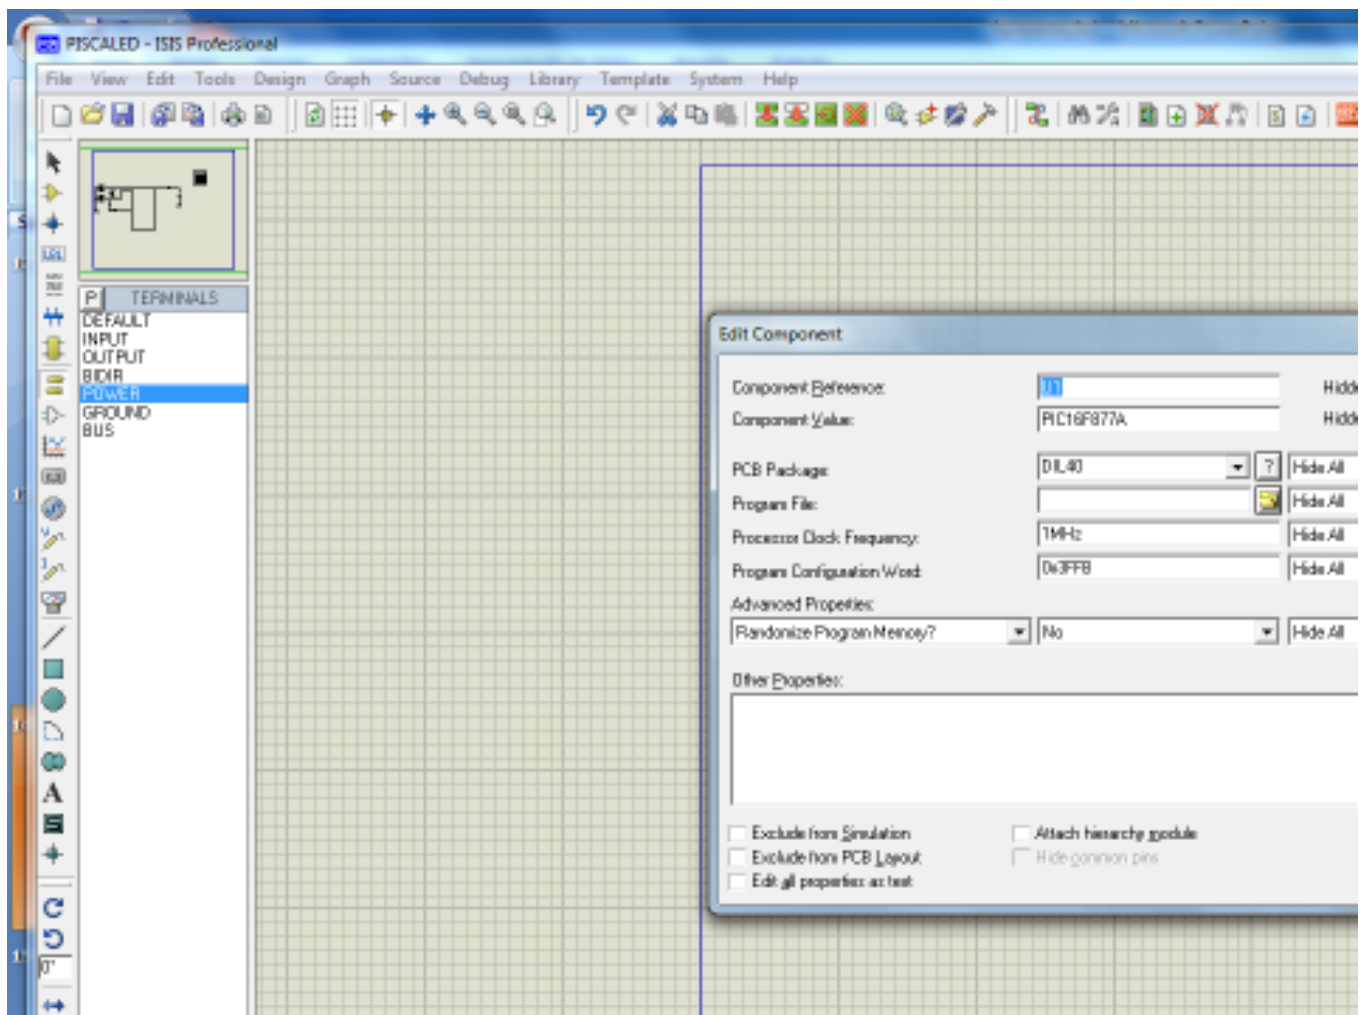 PISCALED - ISIS Professional
File View Edit Tools Design Graph Source Debug Library Template System Help
P TERMINALS
DEFAULT
INPUT
OUTPUT
BIDIR
POWER
GROUND
BUS
A
S
0°
Edit Component
Component Reference: U1 Hidde
Component Value: PIC16F877A Hidde
PCB Package: DIL40 ? Hide All
Program File: Hide All
Processor Clock Frequency: 1MHz Hide All
Program Configuration Word: 0x3FFB Hide All
Advanced Properties:
Randomize Program Memory? No Hide All
Other Properties:
Exclude from Simulation Attach hierarchy module
Exclude from PCB Layout Hide common pins
Edit all properties as text